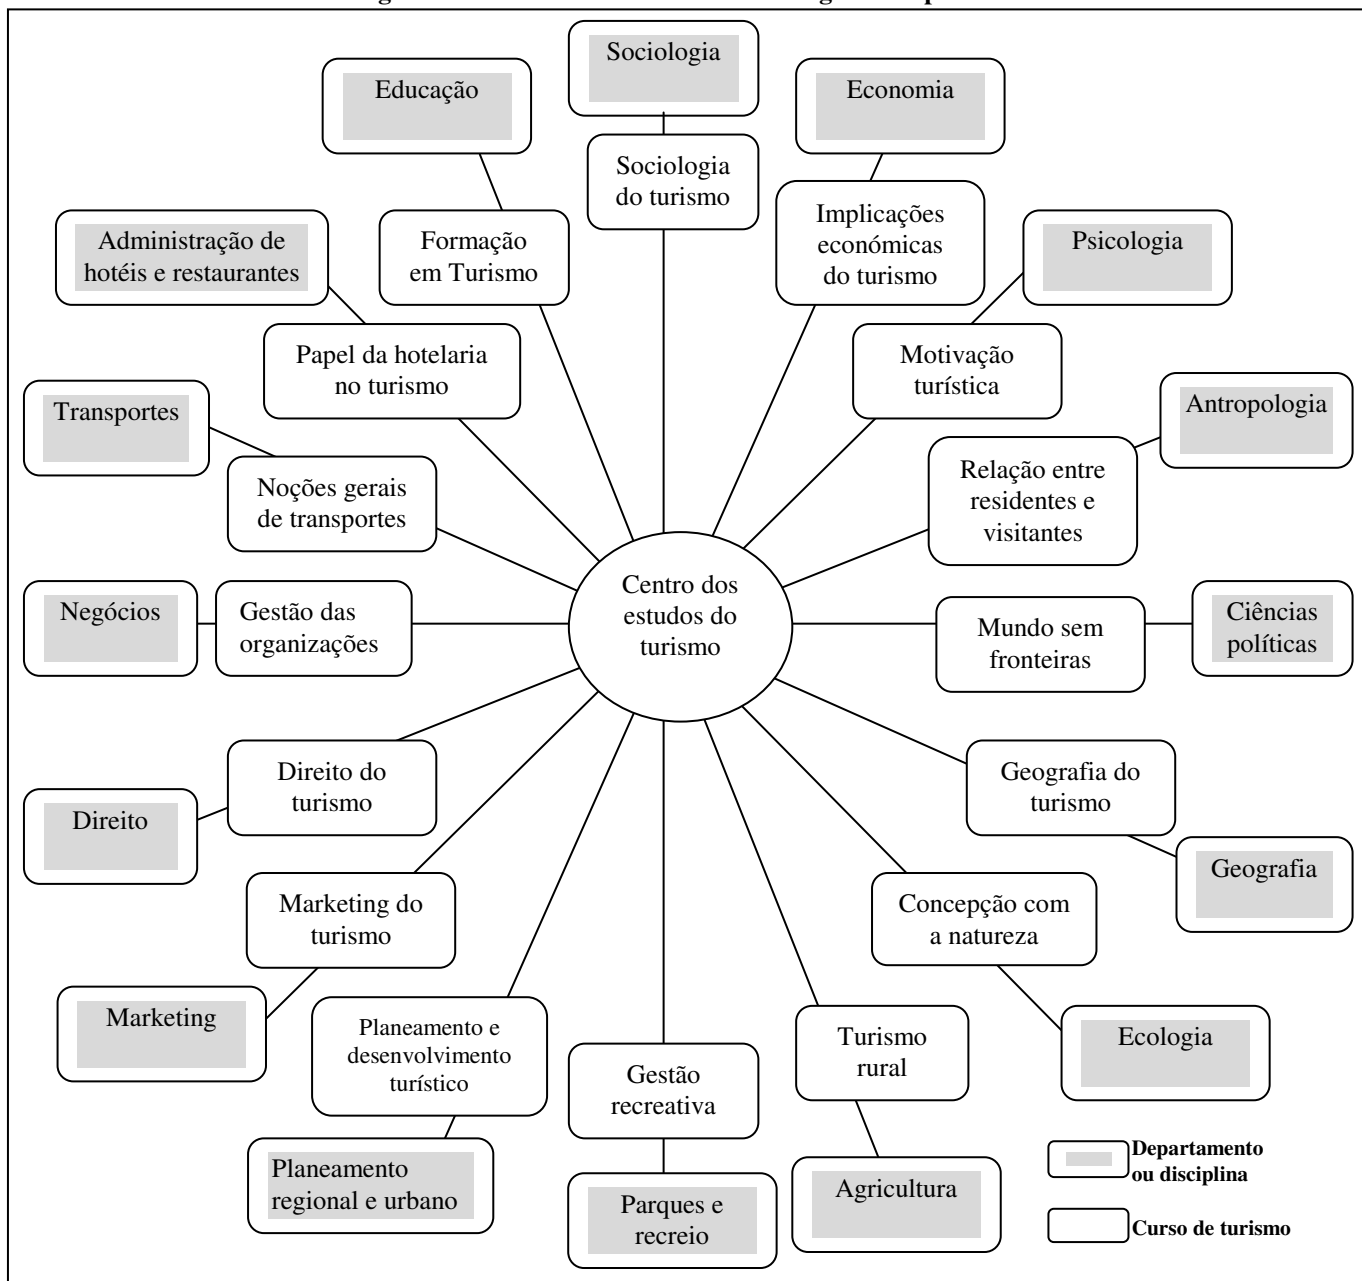 Sociologia
Educação
Economia
Sociologia
do turismo
Administração de
hotéis e restaurantes
Formação
em Turismo
Implicações
económicas
do turismo
Psicologia
Papel da hotelaria
no turismo
Motivação
turística
Transportes
Antropologia
Noções gerais
de transportes
Relação entre
residentes e
visitantes
Negócios
Gestão das
organizações
Centro dos
estudos do
turismo
Mundo sem
fronteiras
Ciências
políticas
Direito do
turismo
Geografia do
turismo
Direito
Geografia
Marketing do
turismo
Concepção com
a natureza
Marketing
Planeamento e
desenvolvimento
turístico
Gestão
recreativa
Turismo
rural
Ecologia
Planeamento
regional e urbano
Parques e
recreio
Agricultura
Departamento
ou disciplina
Curso de turismo